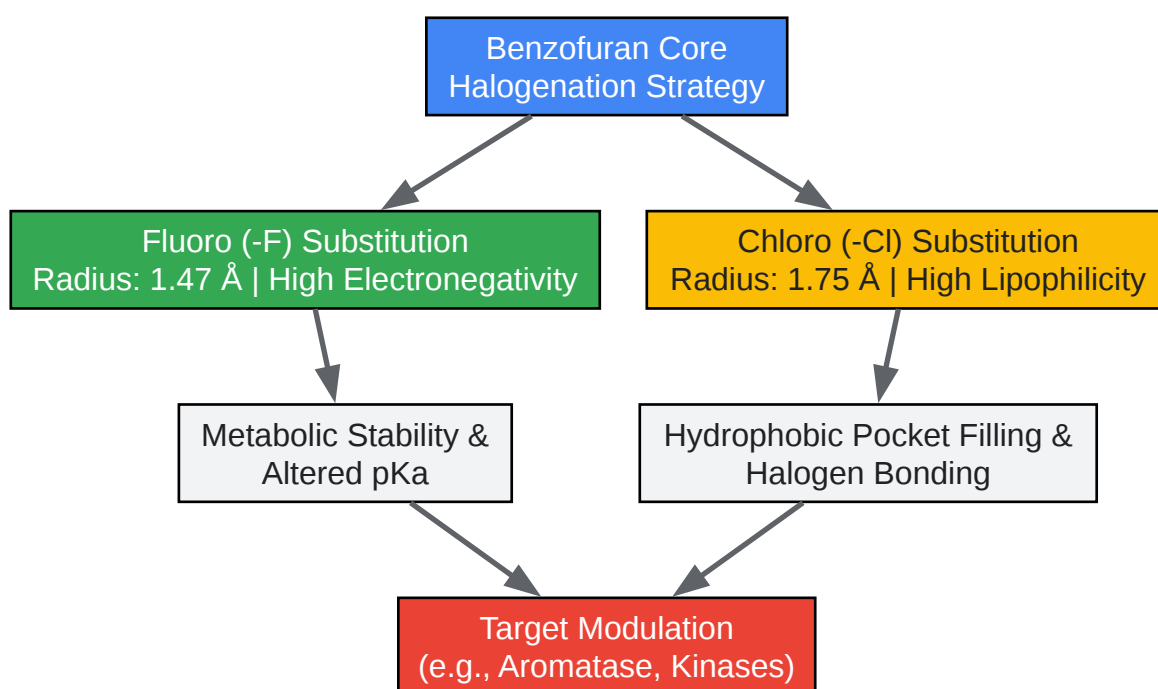 Benzofuran Core
Halogenation Strategy
Fluoro (-F) Substitution
Radius: 1.47 Å | High Electronegativity
Chloro (-Cl) Substitution
Radius: 1.75 Å | High Lipophilicity
Metabolic Stability &
Altered pKa
Hydrophobic Pocket Filling &
Halogen Bonding
Target Modulation
(e.g., Aromatase, Kinases)